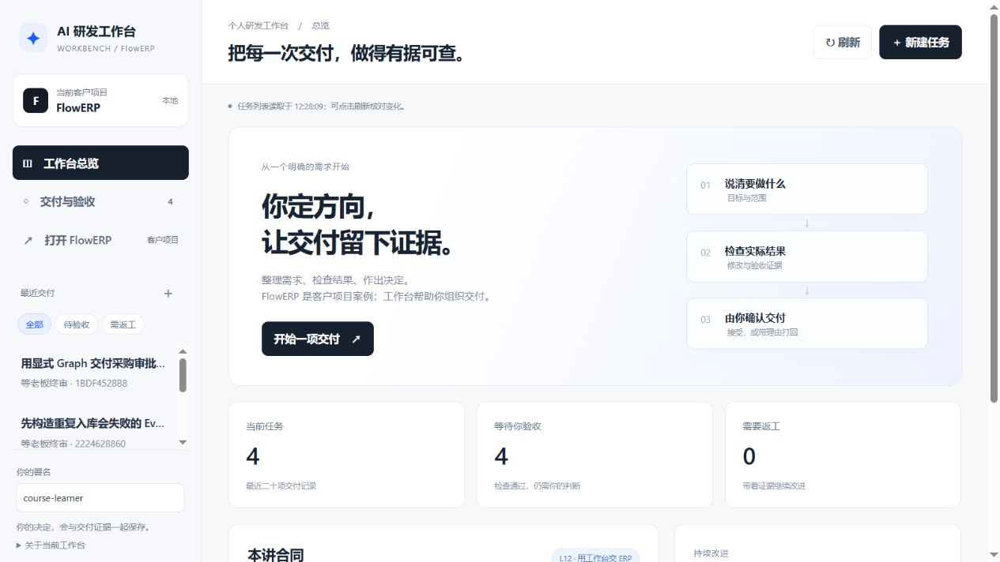 AI 研发工作台
WORKBENCH / FlowERP
F
当前客户项目
FlowERP
本地
工作台总览
交付与验收
4
打开 FlowERP
客户项目
最近交付
+
全部
待验收
需返工
用显式 Graph 交付采购审批...
等老板终审 · 1BDF4528B8
先构造重复入库会失败的 Ev...
等老板终审 · 2224628860
你的署名
course-learner
你的决定，会与交付证据一起保存。
关于当前工作台
个人研发工作台 / 总览
把每一次交付，做得有据可查。
↻ 刷新
+ 新建任务
任务列表读取于 12:28:09；可点击刷新核对变化。
从一个明确的需求开始
你定方向，
让交付留下证据。
整理需求、检查结果、作出决定。
FlowERP 是客户项目案例；工作台帮助你组织交付。
开始一项交付 ↗
01 说清要做什么
目标与范围
↓
02 检查实际结果
修改与验收证据
↓
03 由你确认交付
接受，或带理由打回
当前任务
4
最近二十项交付记录
等待你验收
4
检查通过，仍需你的判断
需要返工
0
带着证据继续改进
本讲合同
L12 · 用工作台交 ERP
持续改进